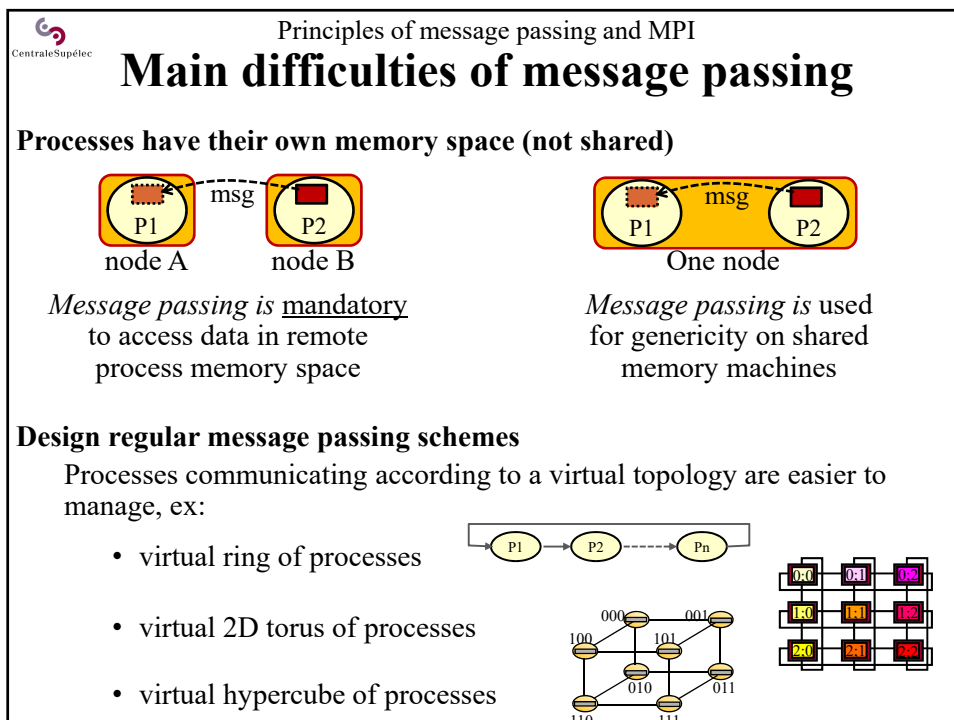 CentraleSupélec
Principles of message passing and MPI
Main difficulties of message passing
Processes have their own memory space (not shared)
msg
P1
P2
node A
node B
Message passing is mandatory
to access data in remote
process memory space
msg
P1
P2
One node
Message passing is used
for genericity on shared
memory machines
Design regular message passing schemes
Processes communicating according to a virtual topology are easier to
manage, ex:
• virtual ring of processes
P1
P2
Pn
• virtual 2D torus of processes
0;0
0;1
0;2
1;0
1;1
1;2
2;0
2;1
2;2
• virtual hypercube of processes
000
001
100
101
010
011
110
111